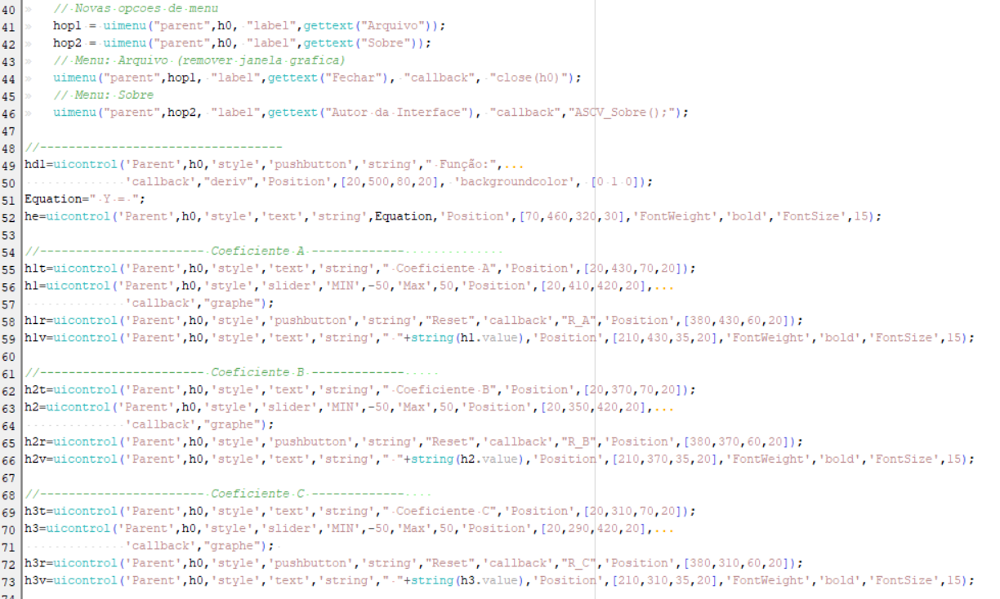 40 // Novas opcoes de menu
41 hop1 = uimenu("parent",h0, "label",gettext("Arquivo"));
42 hop2 = uimenu("parent",h0, "label",gettext("Sobre"));
43 // Menu: Arquivo (remover janela grafica)
44 uimenu("parent",hop1, "label",gettext("Fechar"), "callback", "close(h0)");
45 // Menu: Sobre
46 uimenu("parent",hop2, "label",gettext("Autor da Interface"), "callback","ASCV_Sobre();");
47
48 //----------------------------------
49 hdl=uicontrol('Parent',h0,'style','pushbutton','string'," Função:",...
50 'callback',"deriv",'Position',[20,500,80,20], 'backgroundcolor', [0 1 0]);
51 Equation=" Y = ";
52 he=uicontrol('Parent',h0,'style','text','string',Equation,'Position',[70,460,320,30],'FontWeight','bold','FontSize',15);
53
54 //----------------------- Coeficiente A -------------
55 h1t=uicontrol('Parent',h0,'style','text','string'," Coeficiente A",'Position',[20,430,70,20]);
56 h1=uicontrol('Parent',h0,'style','slider','MIN',-50,'Max',50,'Position',[20,410,420,20],...
57 'callback',"graphe");
58 h1r=uicontrol('Parent',h0,'style','pushbutton','string',"Reset",'callback',"R_A",'Position',[380,430,60,20]);
59 h1v=uicontrol('Parent',h0,'style','text','string'," "+string(h1.value),'Position',[210,430,35,20],'FontWeight','bold','FontSize',15);
60
61 //----------------------- Coeficiente B -------------
62 h2t=uicontrol('Parent',h0,'style','text','string'," Coeficiente B",'Position',[20,370,70,20]);
63 h2=uicontrol('Parent',h0,'style','slider','MIN',-50,'Max',50,'Position',[20,350,420,20],...
64 'callback',"graphe");
65 h2r=uicontrol('Parent',h0,'style','pushbutton','string',"Reset",'callback',"R_B",'Position',[380,370,60,20]);
66 h2v=uicontrol('Parent',h0,'style','text','string'," "+string(h2.value),'Position',[210,370,35,20],'FontWeight','bold','FontSize',15);
67
68 //----------------------- Coeficiente C -------------
69 h3t=uicontrol('Parent',h0,'style','text','string'," Coeficiente C",'Position',[20,310,70,20]);
70 h3=uicontrol('Parent',h0,'style','slider','MIN',-50,'Max',50,'Position',[20,290,420,20],...
71 'callback',"graphe");
72 h3r=uicontrol('Parent',h0,'style','pushbutton','string',"Reset",'callback',"R_C",'Position',[380,310,60,20]);
73 h3v=uicontrol('Parent',h0,'style','text','string'," "+string(h3.value),'Position',[210,310,35,20],'FontWeight','bold','FontSize',15);